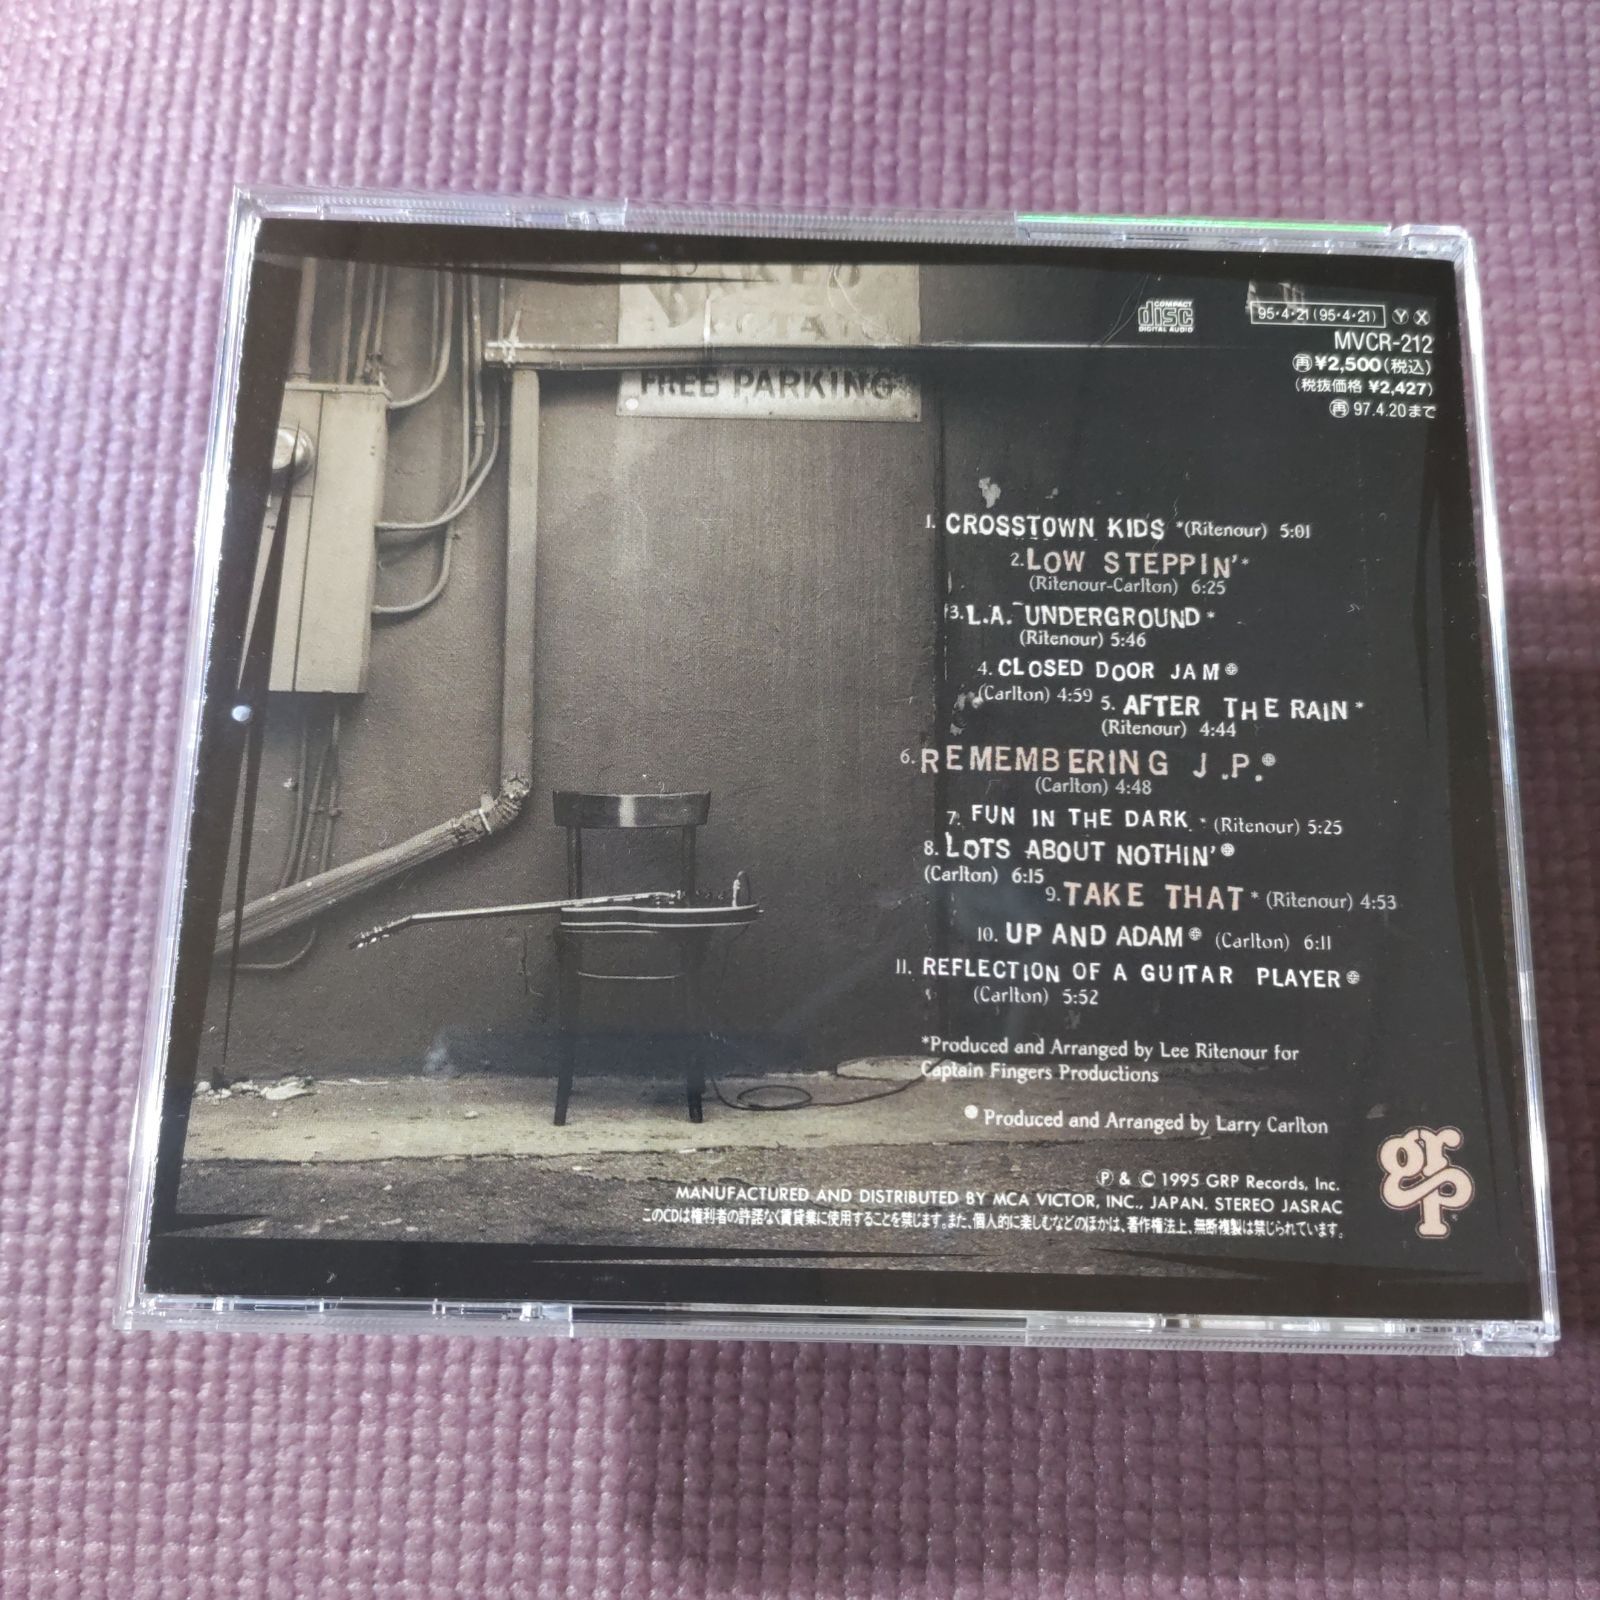 FREE PARKING
COMPACT
disc
DIGITAL AUDIO
95・4・21(95・4・21) Y X
MVCR-212
再¥2,500(税込)
(税抜価格 ¥2,427)
再 97.4.20まで
1. CROSSTOWN KIDS *(Ritenour) 5:01
2. LOW STEPPIN'*
(Ritenour-Carlton) 6:25
3. L.A. UNDERGROUND *
(Ritenour) 5:46
4. CLOSED DOOR JAM⊕
(Carlton) 4:59
5. AFTER THE RAIN *
(Ritenour) 4:44
6. REMEMBERING J.P.⊕
(Carlton) 4:48
7. FUN IN THE DARK * (Ritenour) 5:25
8. LOTS ABOUT NOTHIN'⊕
(Carlton) 6:15
9. TAKE THAT * (Ritenour) 4:53
10. UP AND ADAM⊕ (Carlton) 6:11
11. REFLECTION OF A GUITAR PLAYER⊕
(Carlton) 5:52
*Produced and Arranged by Lee Ritenour for
Captain Fingers Productions
⊕ Produced and Arranged by Larry Carlton
Ⓟ & © 1995 GRP Records, Inc.
MANUFACTURED AND DISTRIBUTED BY MCA VICTOR, INC., JAPAN. STEREO JASRAC
このCDは権利者の許諾なく賃貸業に使用することを禁じます。また、個人的に楽しむなどのほかは、著作権法上、無断複製は禁じられています。
grp